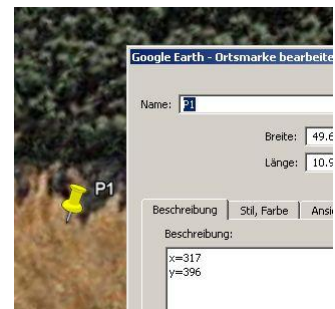 Google Earth - Ortsmarke bearbeite
Name: P1
Breite: 49.6
Länge: 10.9
P1
Beschreibung Stil, Farbe Ansi
Beschreibung:
x=317
y=396